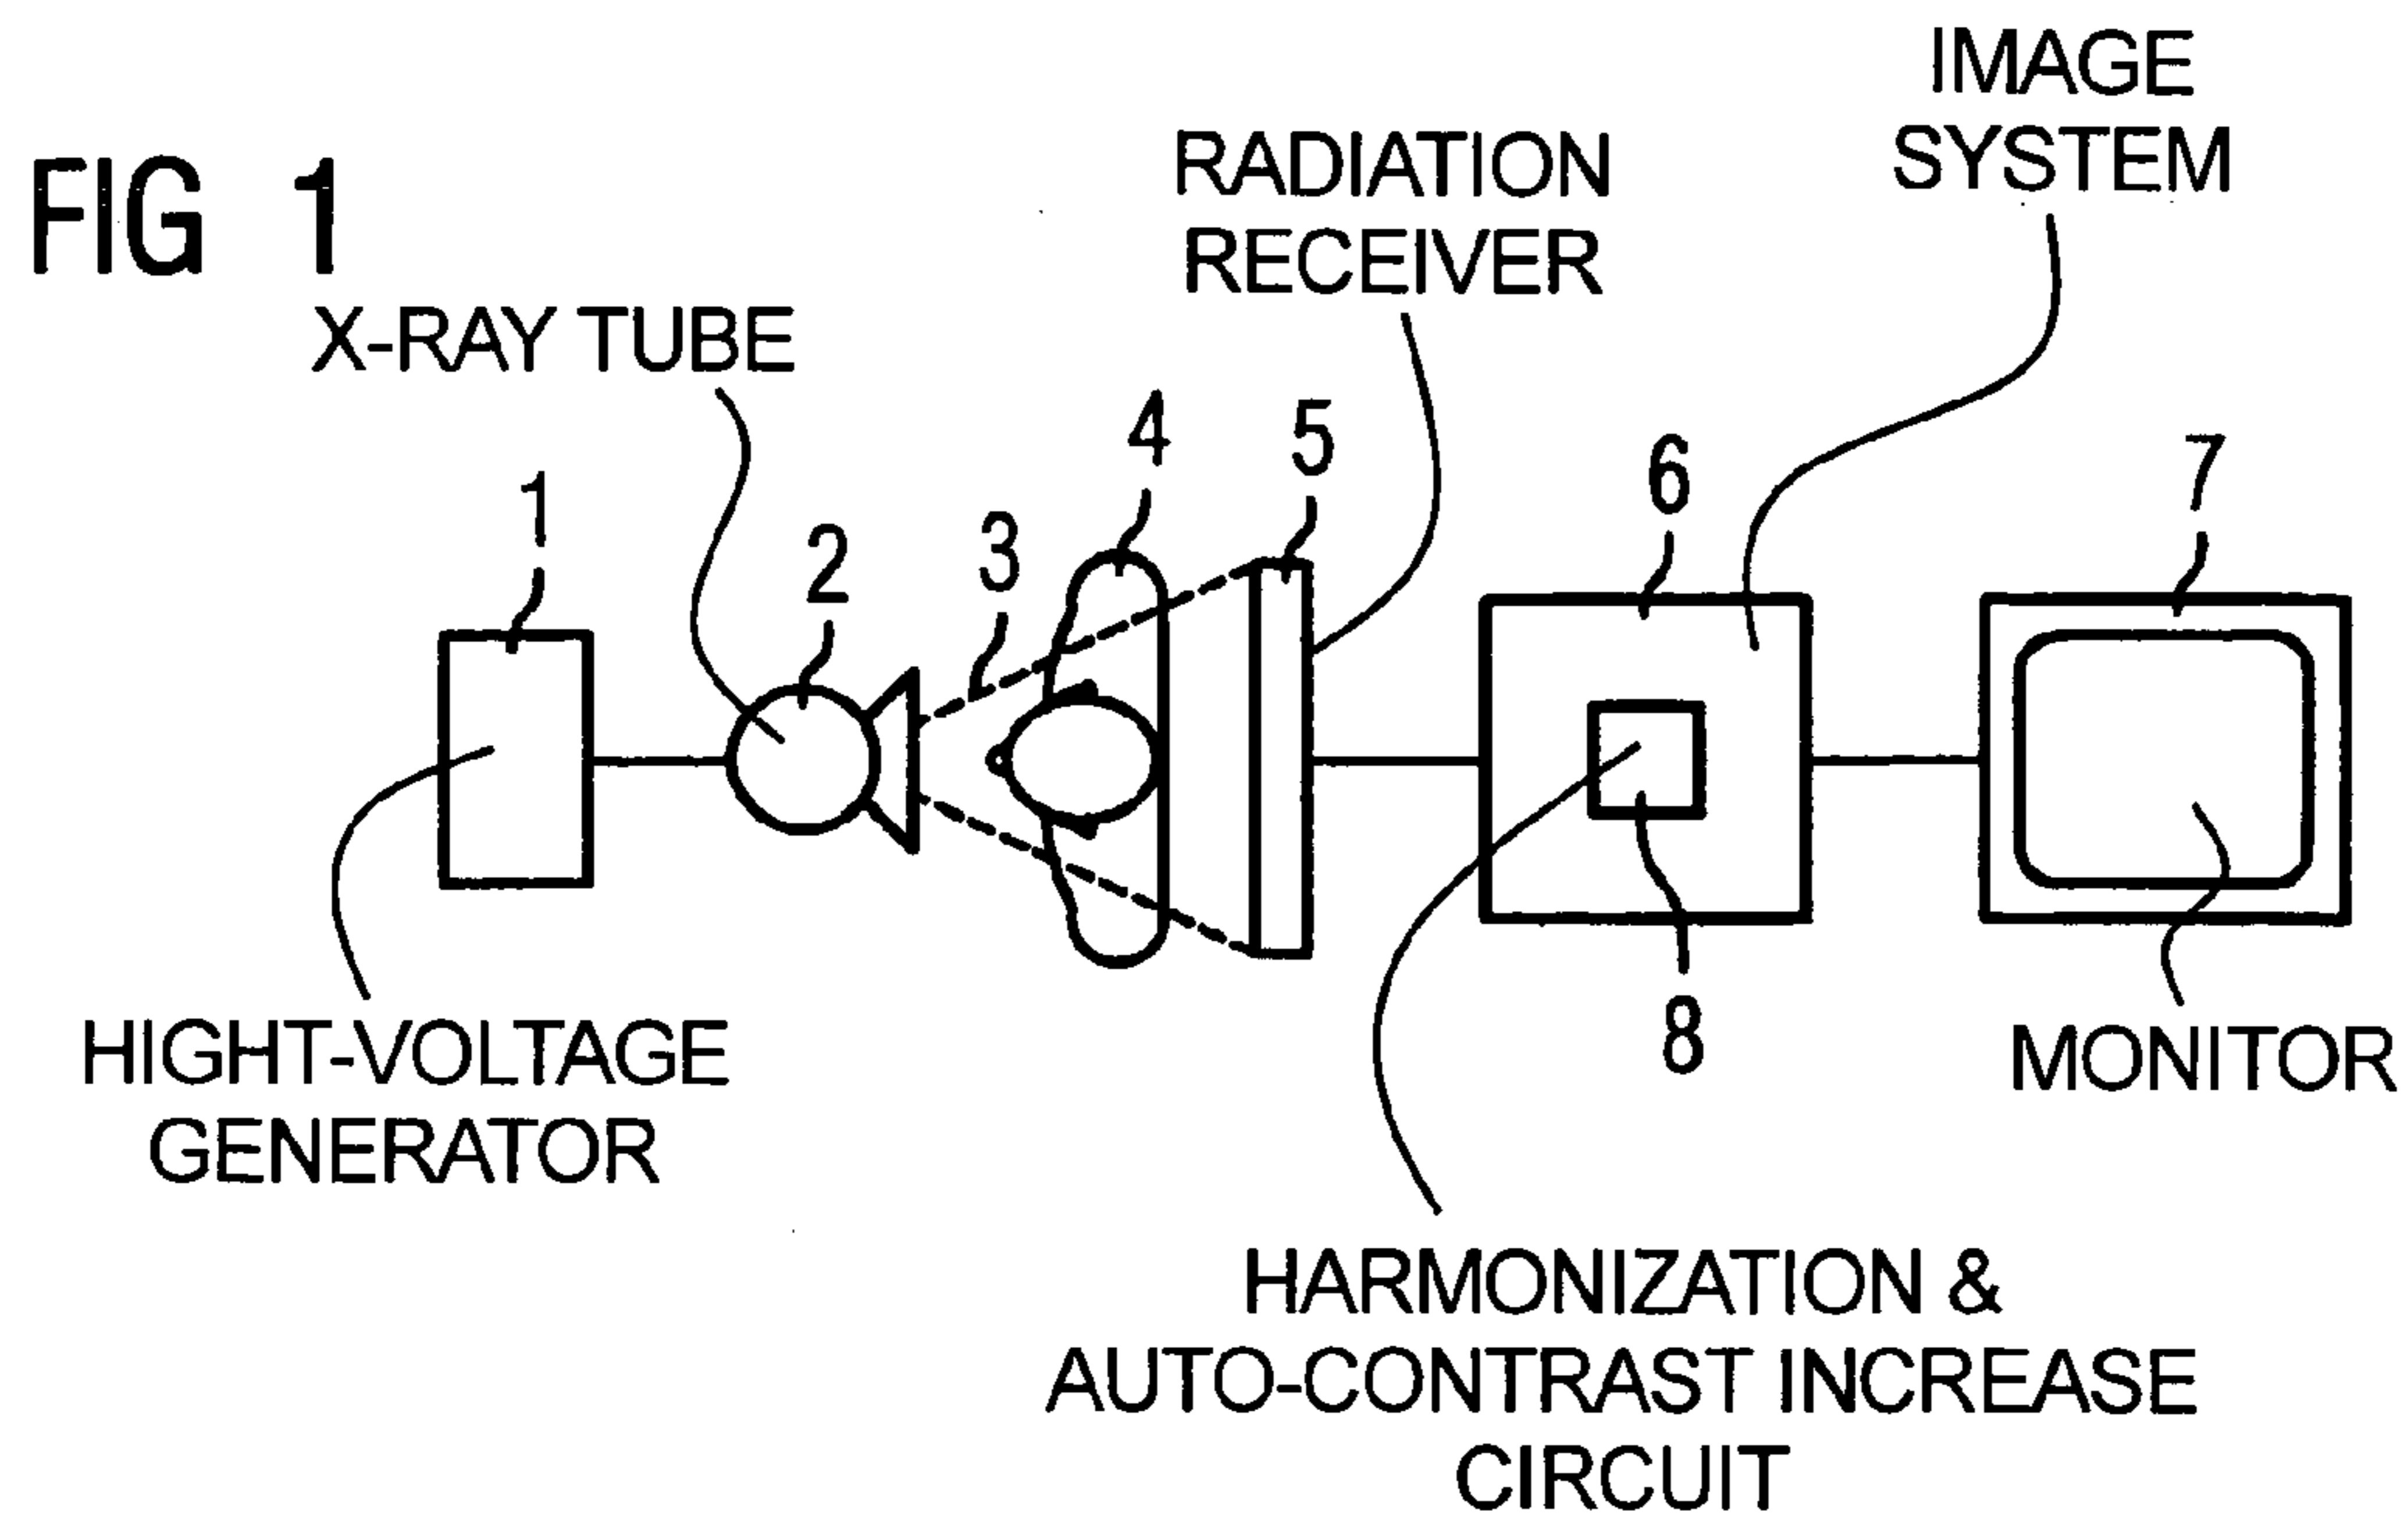 FIG 1
IMAGE
SYSTEM
RADIATION
RECEIVER
X-RAY TUBE
1
2
3
4
5
6
7
8
HIGHT-VOLTAGE
GENERATOR
MONITOR
HARMONIZATION &
AUTO-CONTRAST INCREASE
CIRCUIT